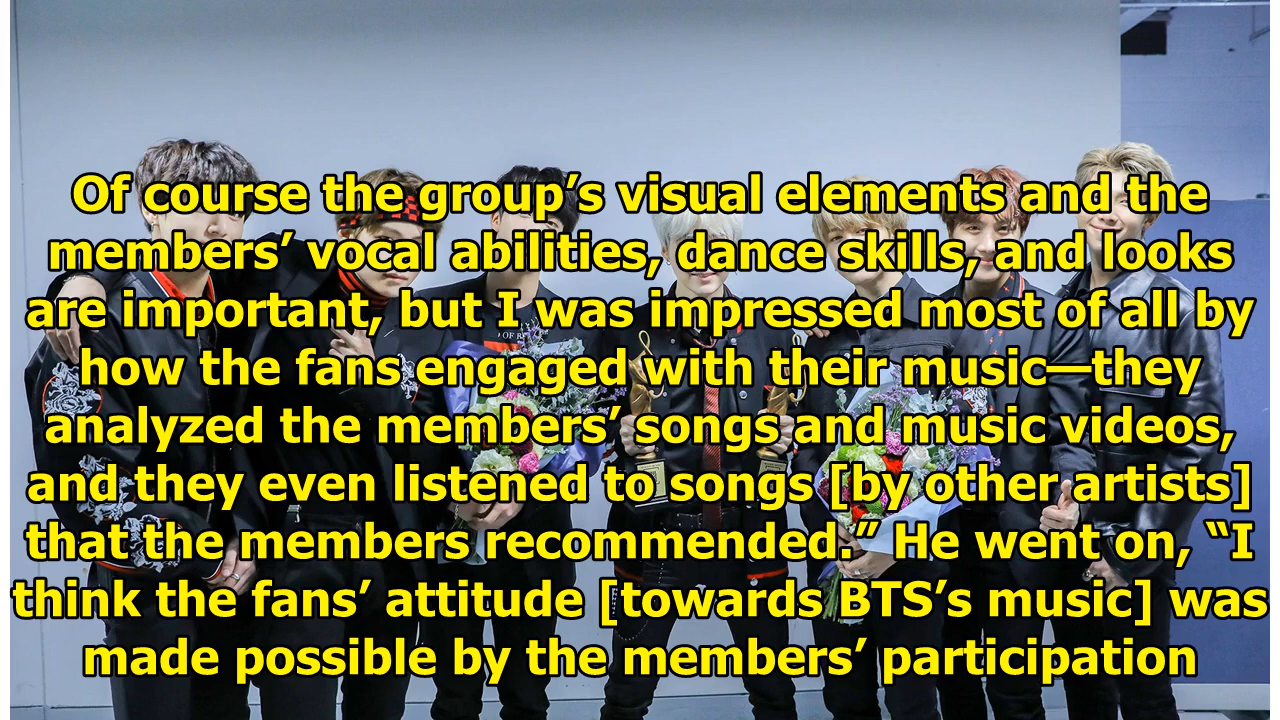 Of course the group’s visual elements and the
members’ vocal abilities, dance skills, and looks
are important, but I was impressed most of all by
how the fans engaged with their music—they
analyzed the members’ songs and music videos,
and they even listened to songs [by other artists]
that the members recommended.” He went on, “I
think the fans’ attitude [towards BTS’s music] was
made possible by the members’ participation